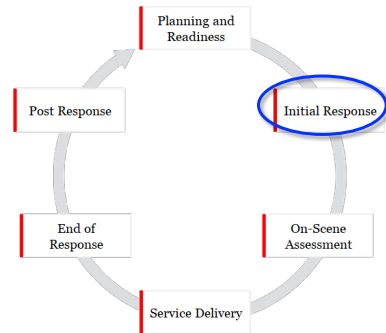 Planning and
Readiness
Initial Response
On-Scene
Assessment
Service Delivery
End of
Response
Post Response